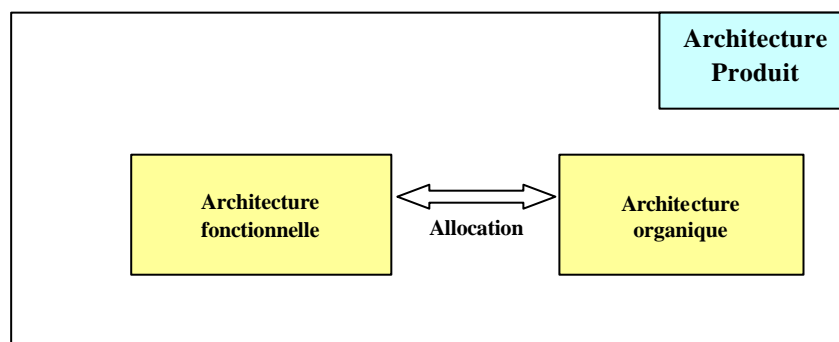 Architecture
Produit
Architecture
fonctionnelle
Allocation
Architecture
organique